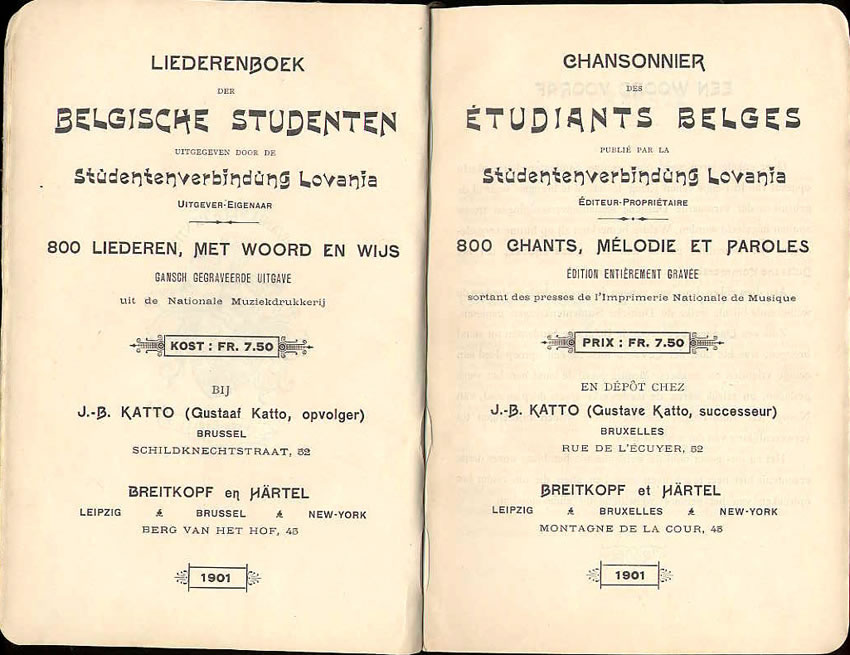 LIEDERENBOEK
DER
BELGISCHE STUDENTEN
UITGEGEVEN DOOR DE
Studentenverbindùng Lovania
UITGEVER-EIGENAAR
800 LIEDEREN, MET WOORD EN WIJS
GANSCH GEGRAVEERDE UITGAVE
uit de Nationale Muziekdrukkerij
KOST : FR. 7.50
BIJ
J.-B. KATTO (Gustaaf Katto, opvolger)
BRUSSEL
SCHILDKNECHTSTRAAT, 52
BREITKOPF en HÄRTEL
LEIPZIG & BRUSSEL & NEW-YORK
BERG VAN HET HOF, 45
1901
CHANSONNIER
DES
ÉTUDIANTS BELGES
PUBLIÉ PAR LA
Studentenverbindùng Lovania
ÉDITEUR-PROPRIÉTAIRE
800 CHANTS, MÉLODIE ET PAROLES
ÉDITION ENTIÈREMENT GRAVÉE
sortant des presses de l'Imprimerie Nationale de Musique
PRIX : FR. 7.50
EN DÉPÔT CHEZ
J.-B. KATTO (Gustave Katto, successeur)
BRUXELLES
RUE DE L'ÉCUYER, 52
BREITKOPF et HÄRTEL
LEIPZIG & BRUXELLES & NEW-YORK
MONTAGNE DE LA COUR, 45
1901